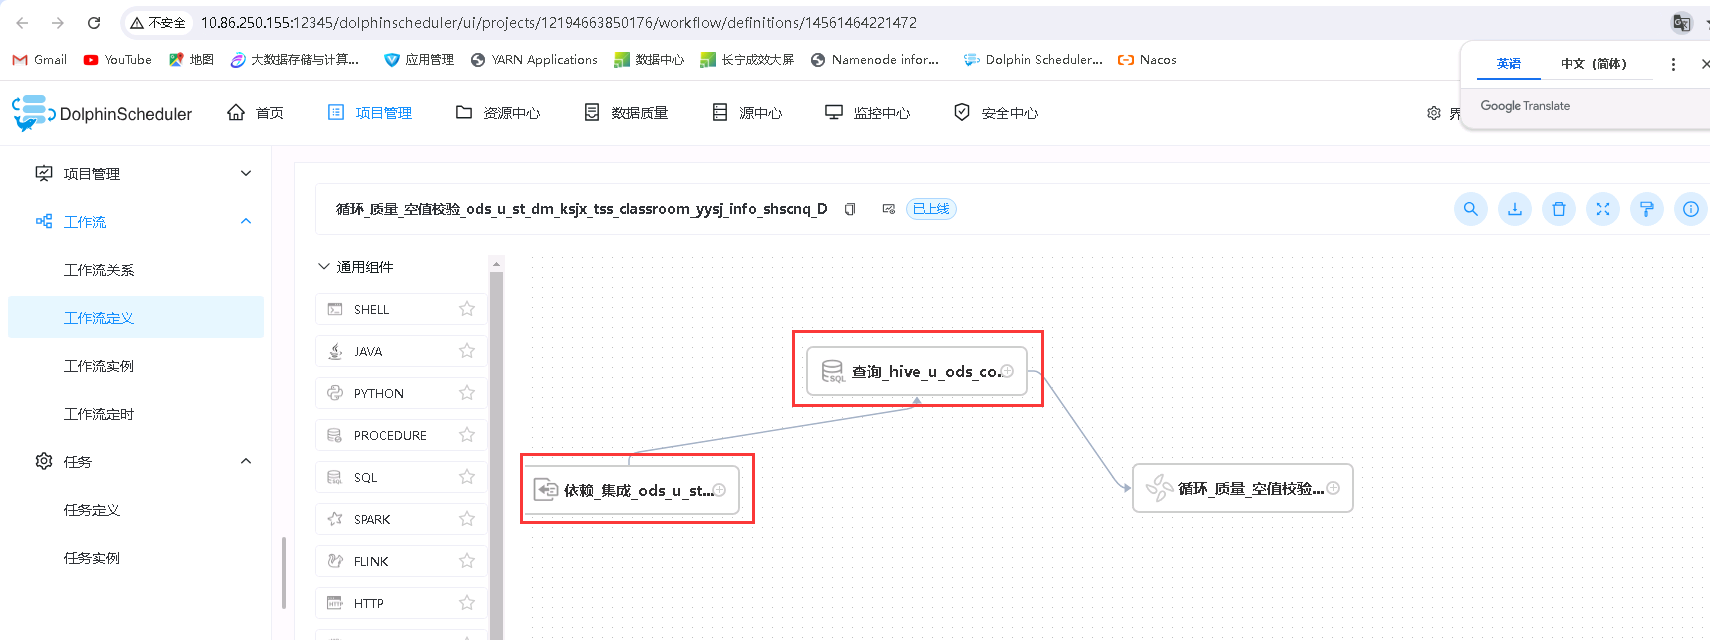 不安全 10.86.250.155:12345/dolphinscheduler/ui/projects/12194663850176/workflow/definitions/14561464221472
Gmail YouTube 地图 大数据存储与计算... 应用管理 YARN Applications 数据中心 长宁成效大屏 Namenode infor... Dolphin Scheduler... Nacos
英语 中文（简体）
Google Translate
DolphinScheduler 首页 项目管理 资源中心 数据质量 源中心 监控中心 安全中心
项目管理
工作流
工作流关系
工作流定义
工作流实例
工作流定时
任务
任务定义
任务实例
循环_质量_空值校验_ods_u_st_dm_ksjx_tss_classroom_yysj_info_shscnq_D 已上线
通用组件
SHELL
JAVA
PYTHON
PROCEDURE
SQL
SPARK
FLINK
HTTP
查询_hive_u_ods_co...
依赖_集成_ods_u_st...
循环_质量_空值校验...